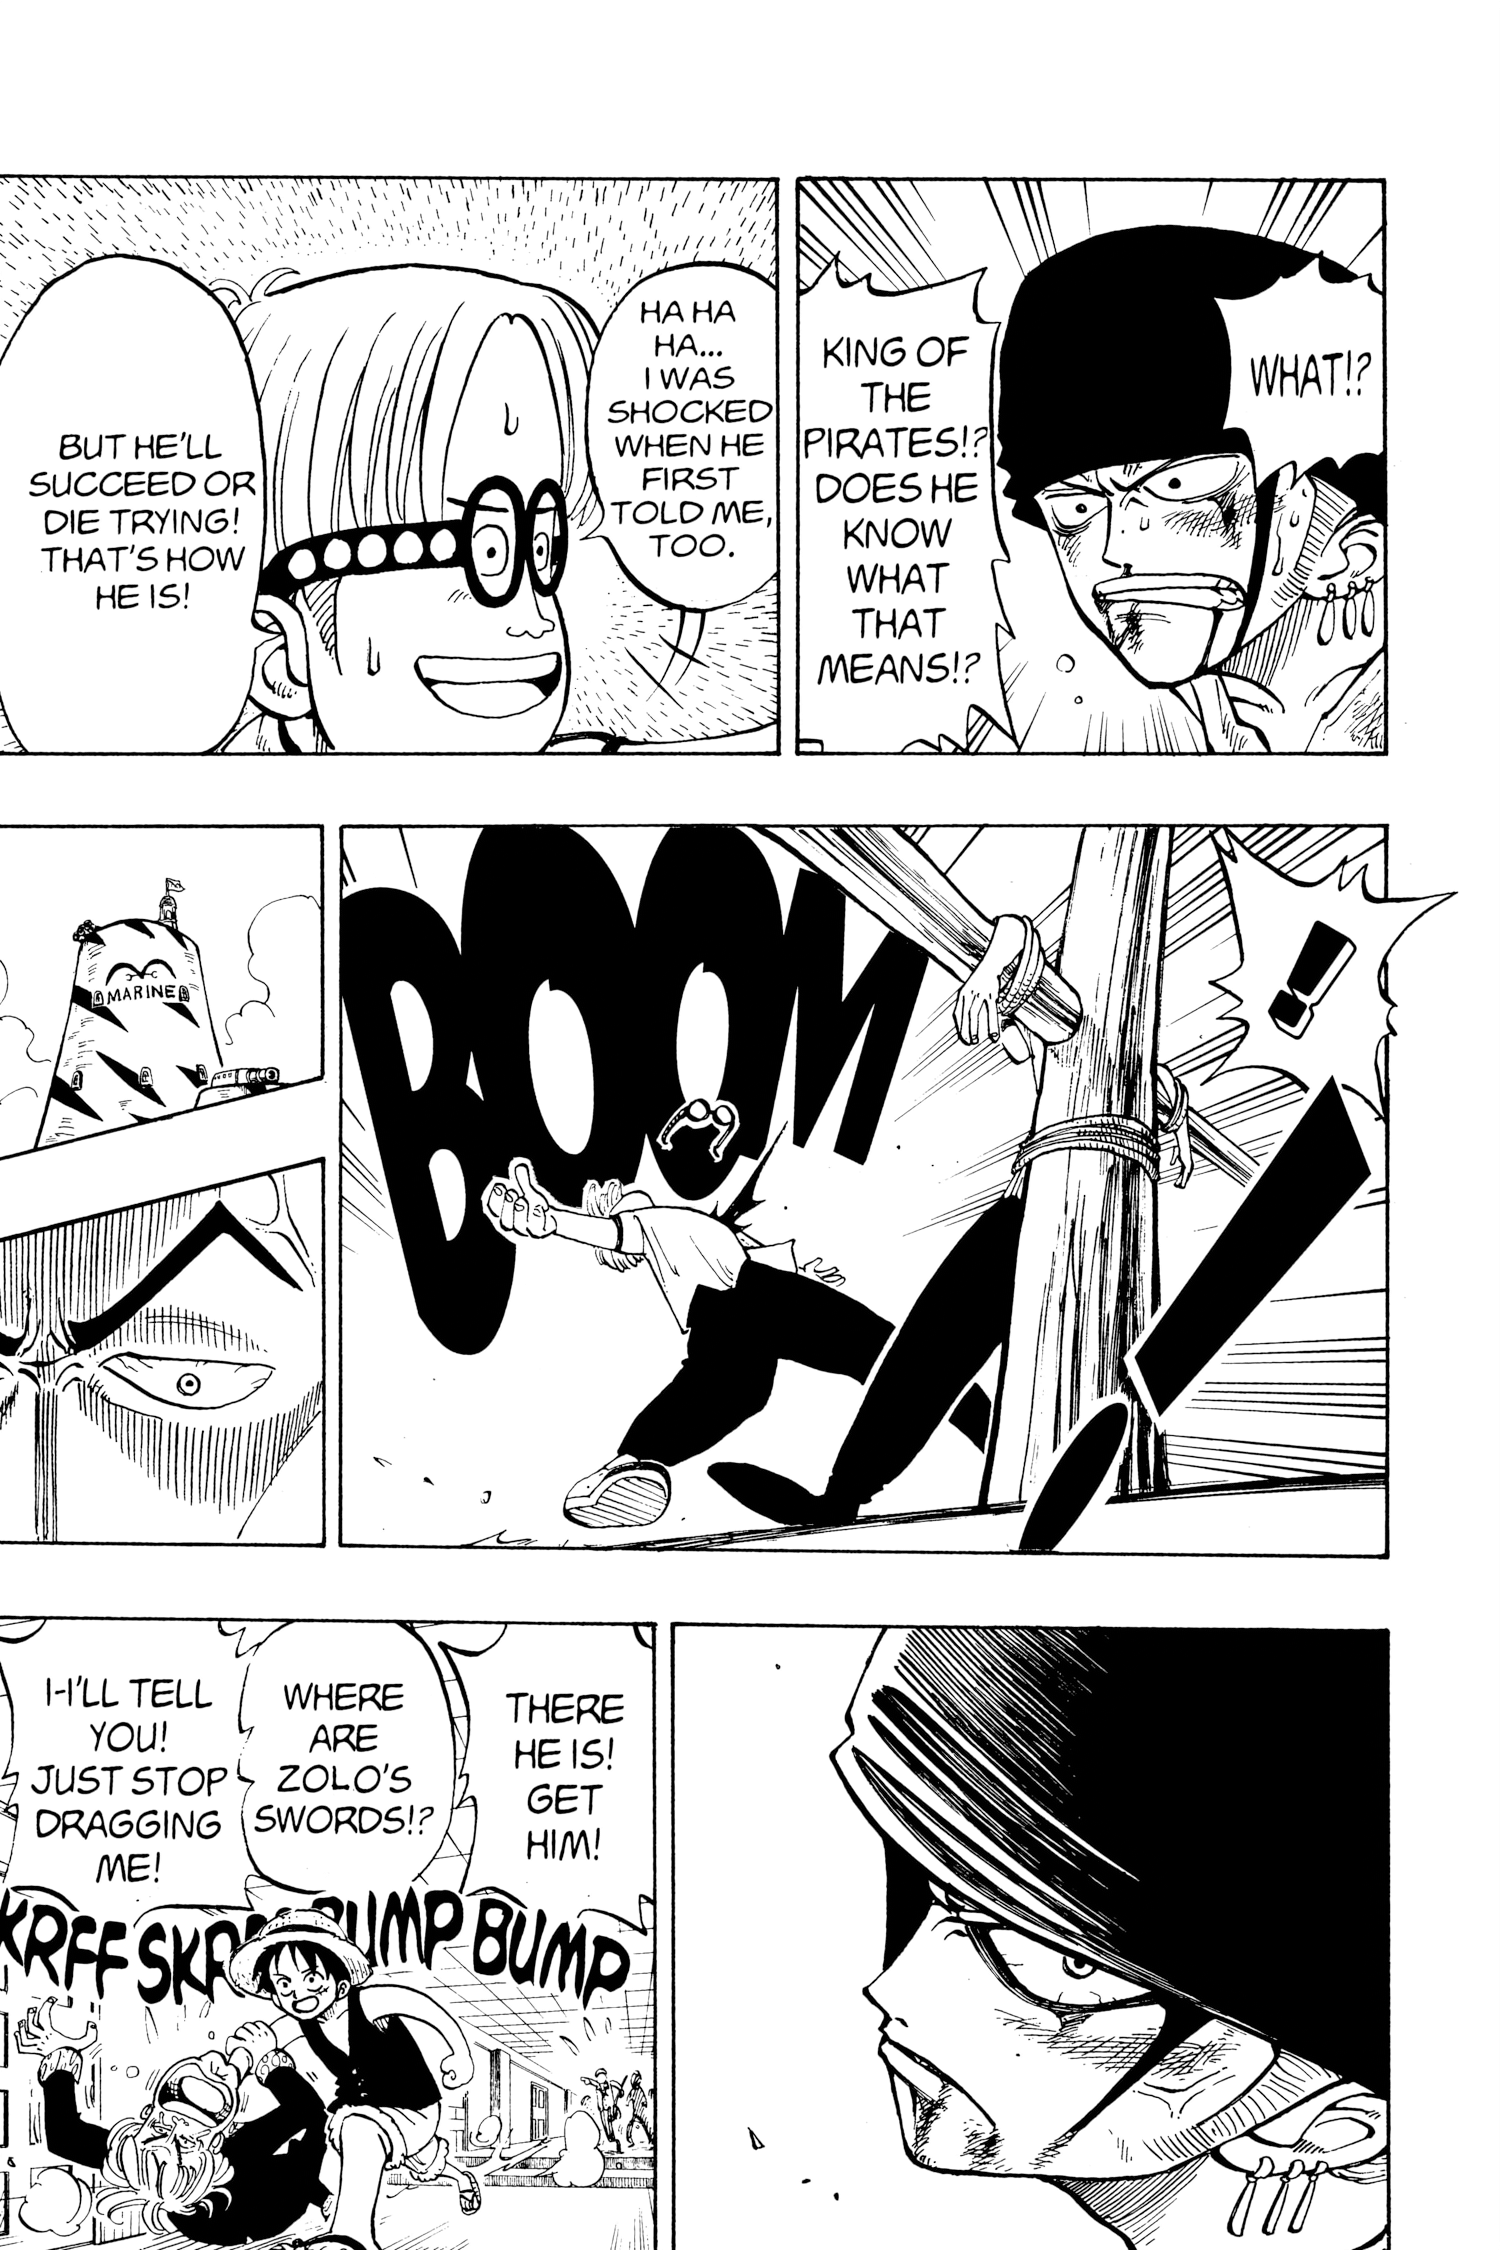 WHAT!?
KING OF
THE
PIRATES!?
DOES HE
KNOW
WHAT
THAT
MEANS!?
HA HA
HA...
I WAS
SHOCKED
WHEN HE
FIRST
TOLD ME,
TOO.
BUT HE'LL
SUCCEED OR
DIE TRYING!
THAT'S HOW
HE IS!
!
BOOM
!
MARINE
THERE
HE IS!
GET
HIM!
WHERE
ARE
ZOLO'S
SWORDS!?
I-I'LL TELL
YOU!
JUST STOP
DRAGGING
ME!
BUMP